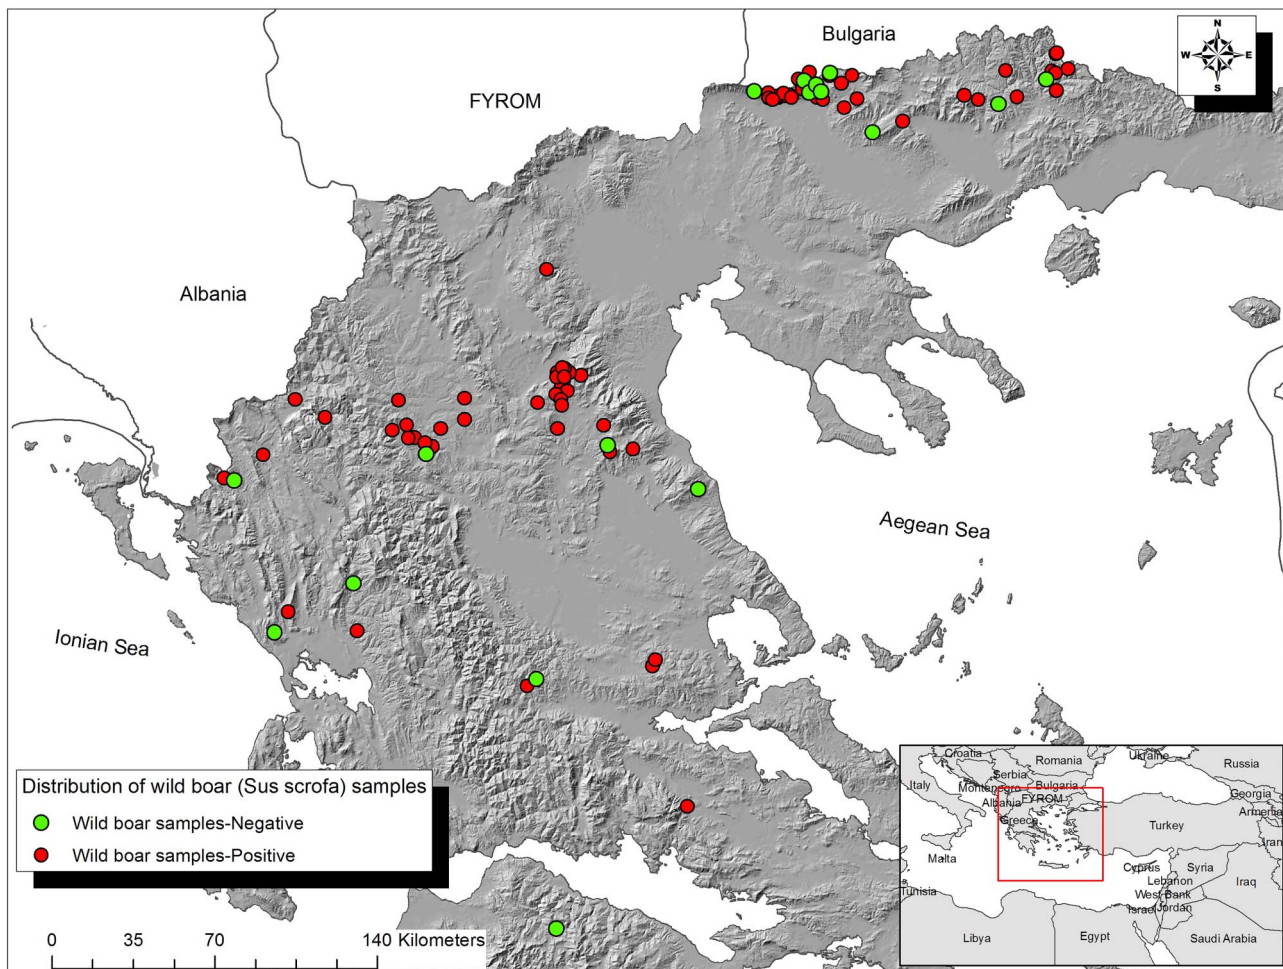 Bulgaria
N
W E
S
FYROM
Albania
Aegean Sea
Ionian Sea
Distribution of wild boar (Sus scrofa) samples
Wild boar samples-Negative
Wild boar samples-Positive
0 35 70 140 Kilometers
Croatia
Romania
Ukraine
Russia
Serbia
Italy
Montenegro
Bulgaria
Georgia
Albania
FYROM
Armenia
Greece
Turkey
Iran
Malta
Cyprus
Syria
Tunisia
Lebanon
Iraq
West Bank
Israel
Jordan
Libya
Egypt
Saudi Arabia